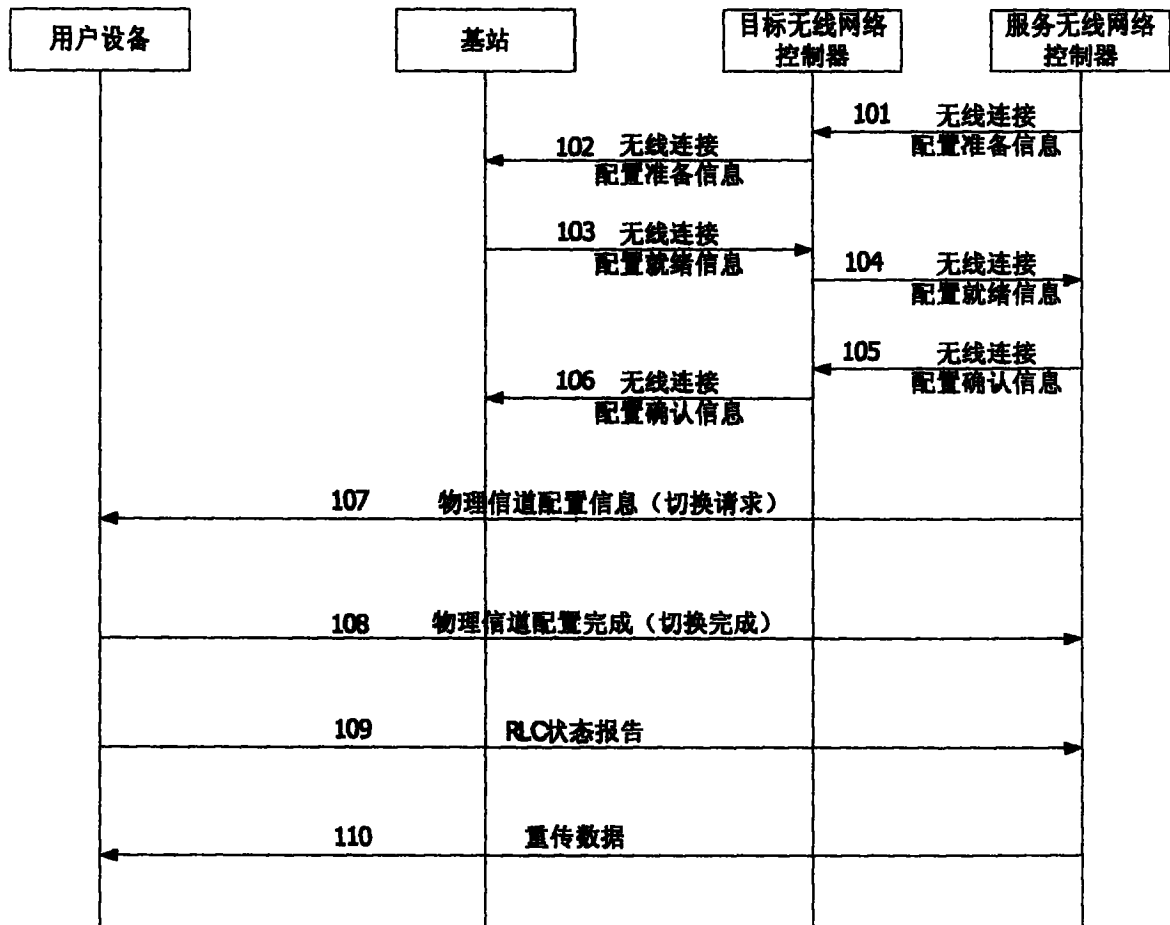 用户设备
基站
目标无线网络
控制器
服务无线网络
控制器
101 无线连接
配置准备信息
102 无线连接
配置准备信息
103 无线连接
配置就绪信息
104 无线连接
配置就绪信息
105 无线连接
配置确认信息
106 无线连接
配置确认信息
107 物理信道配置信息（切换请求）
108 物理信道配置完成（切换完成）
109 RLC状态报告
110 重传数据